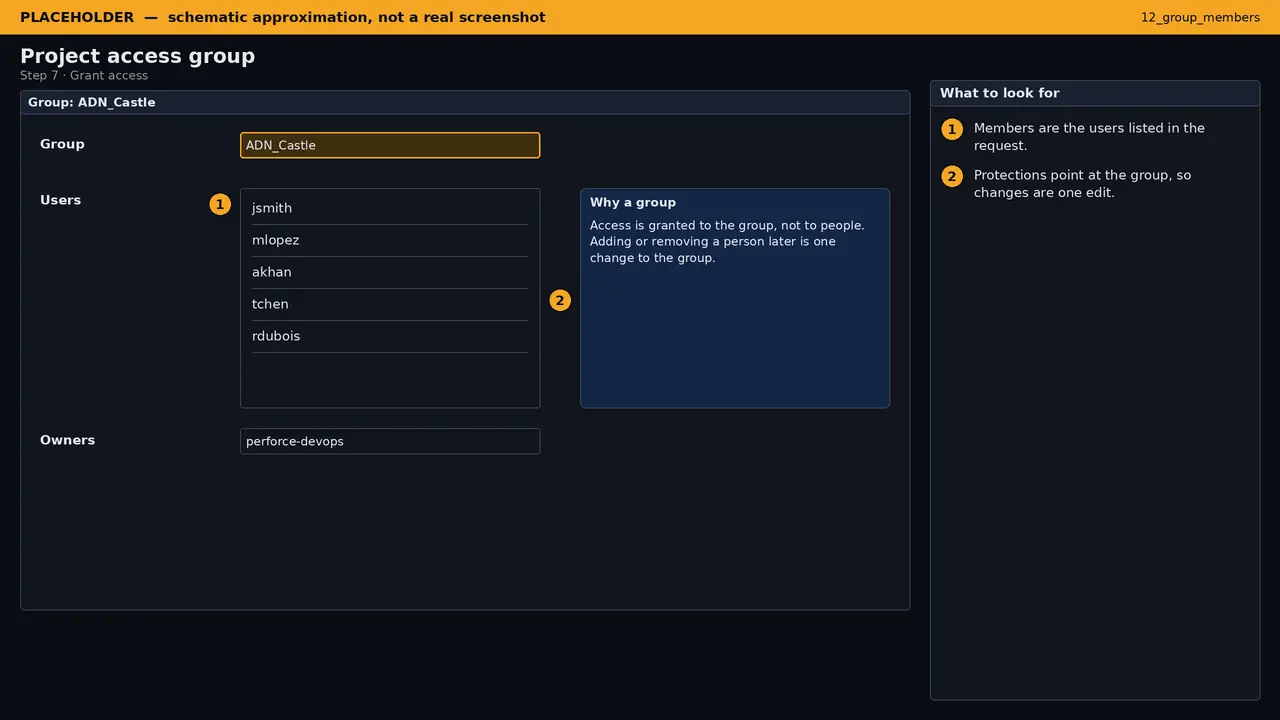 PLACEHOLDER — schematic approximation, not a real screenshot
12_group_members
Project access group
Step 7 · Grant access
Group: ADN_Castle
Group
ADN_Castle
Users
1
jsmith
mlopez
akhan
tchen
rdubois
2
Why a group
Access is granted to the group, not to people.
Adding or removing a person later is one
change to the group.
Owners
perforce-devops
What to look for
1
Members are the users listed in the
request.
2
Protections point at the group, so
changes are one edit.